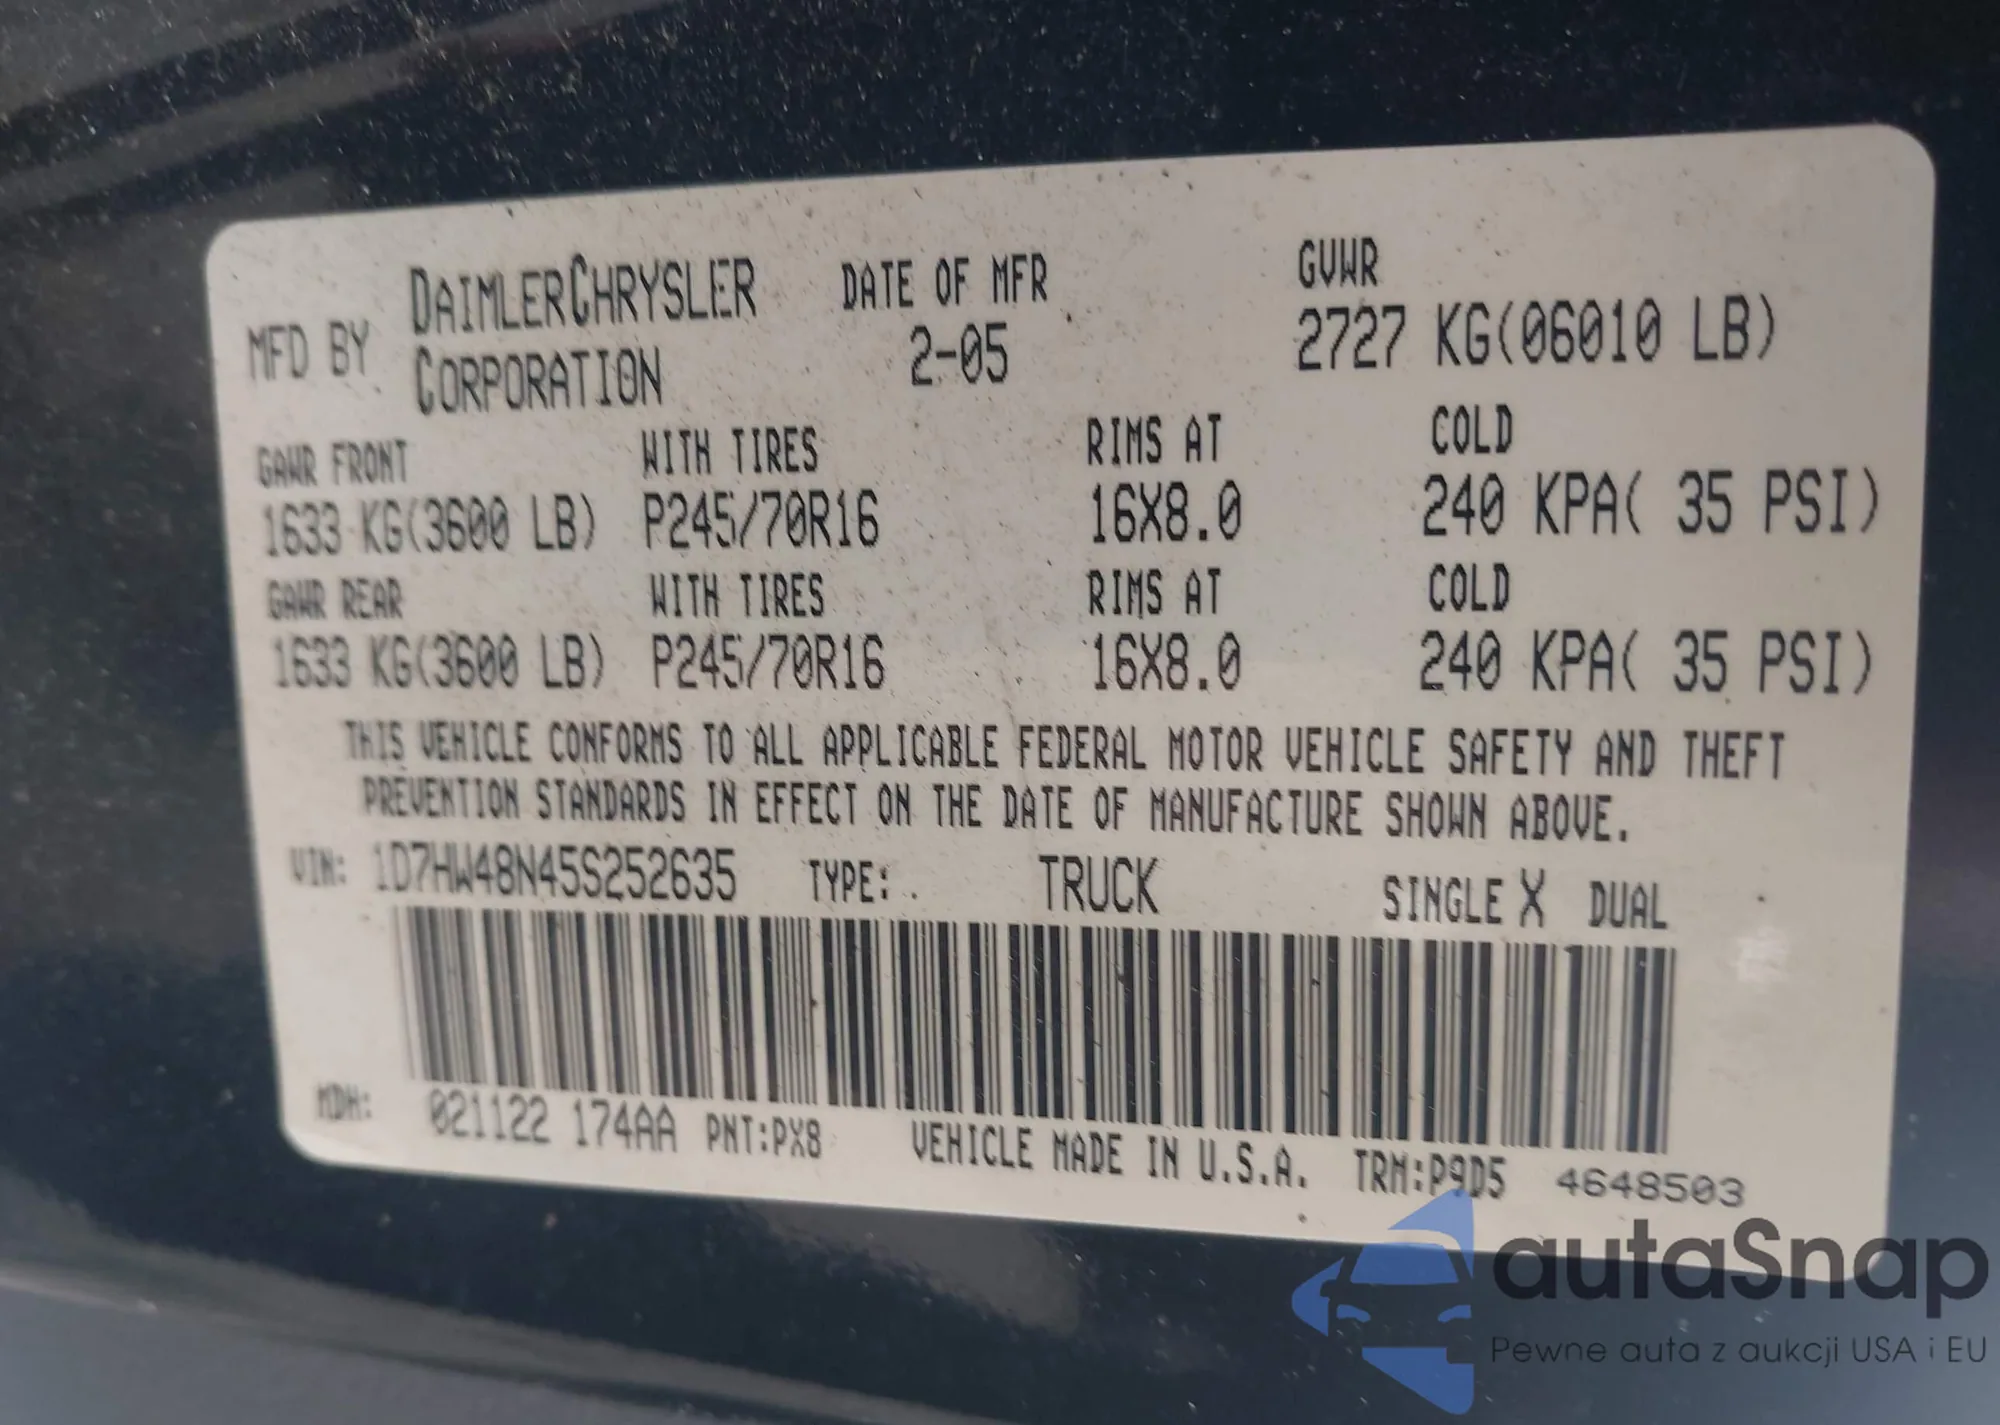 MFD BY DAIMLERCHRYSLER CORPORATION DATE OF MFR 2-05 GVWR 2727 KG(06010 LB)
GAWR FRONT WITH TIRES RIMS AT COLD
1633 KG(3600 LB) P245/70R16 16X8.0 240 KPA( 35 PSI)
GAWR REAR WITH TIRES RIMS AT COLD
1633 KG(3600 LB) P245/70R16 16X8.0 240 KPA( 35 PSI)
THIS VEHICLE CONFORMS TO ALL APPLICABLE FEDERAL MOTOR VEHICLE SAFETY AND THEFT
PREVENTION STANDARDS IN EFFECT ON THE DATE OF MANUFACTURE SHOWN ABOVE.
VIN: 1D7HW48N45S252635 TYPE: TRUCK SINGLE X DUAL
MDH: 021122 174AA PNT:PX8 VEHICLE MADE IN U.S.A. TRM:P9D5 4648503
autaSnap
Pewne auta z aukcji USA i EU